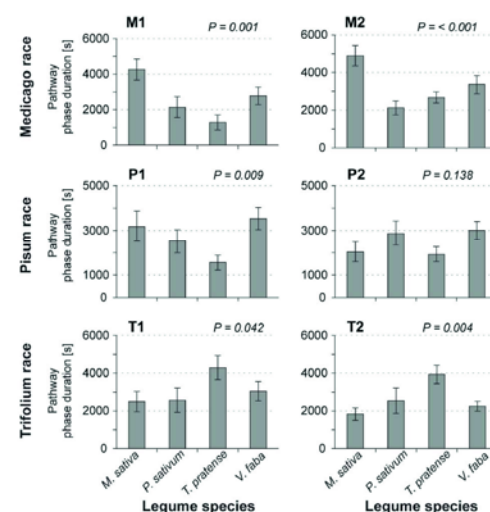 M1
P = 0.001
M2
P = < 0.001
Medicago race
Pathway
phase duration [s]
6000
4000
2000
0
6000
4000
2000
0
P1
P = 0.009
P2
P = 0.138
Pisum race
Pathway
phase duration [s]
5000
3000
1000
0
5000
3000
1000
0
T1
P = 0.042
T2
P = 0.004
Trifolium race
Pathway
phase duration [s]
6000
4000
2000
0
6000
4000
2000
0
M. sativa
P. sativum
T. pratense
V. faba
M. sativa
P. sativum
T. pratense
V. faba
Legume species
Legume species